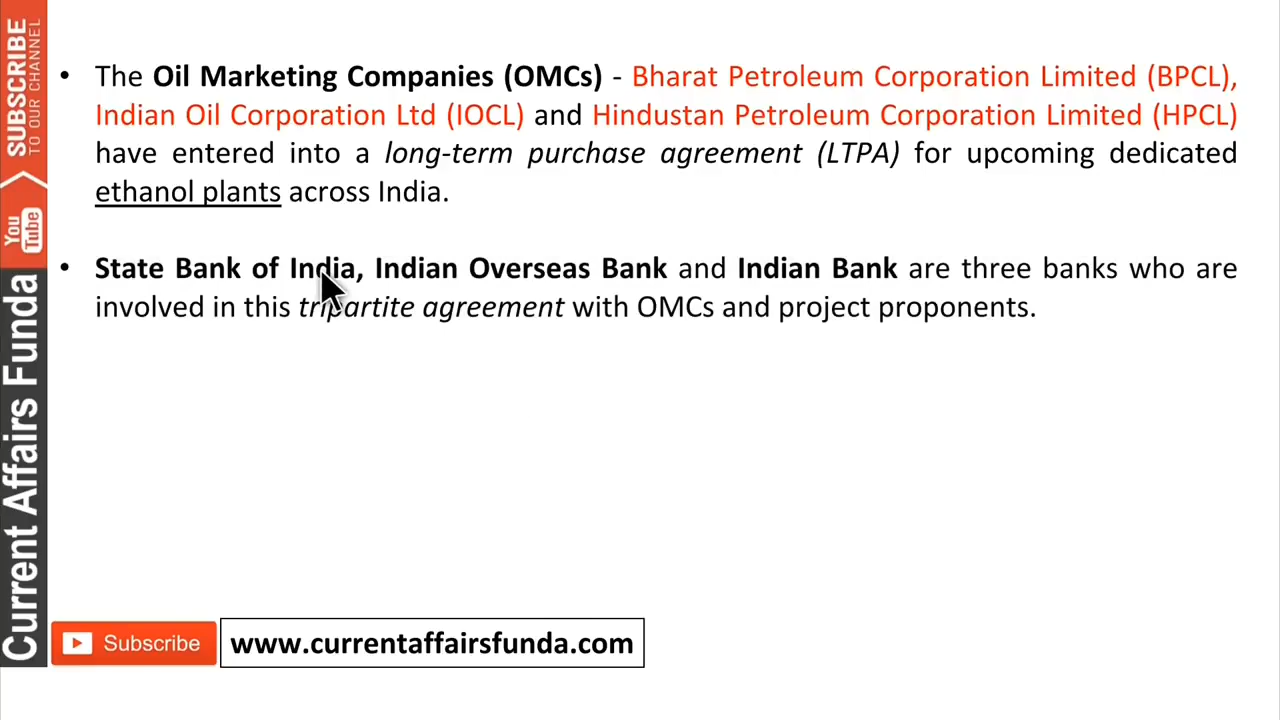 • The Oil Marketing Companies (OMCs) - Bharat Petroleum Corporation Limited (BPCL),
Indian Oil Corporation Ltd (IOCL) and Hindustan Petroleum Corporation Limited (HPCL)
have entered into a long-term purchase agreement (LTPA) for upcoming dedicated
ethanol plants across India.
• State Bank of India, Indian Overseas Bank and Indian Bank are three banks who are
involved in this tripartite agreement with OMCs and project proponents.
SUBSCRIBE
TO OUR CHANNEL
You
Tube
Current Affairs Funda
Subscribe
www.currentaffairsfunda.com